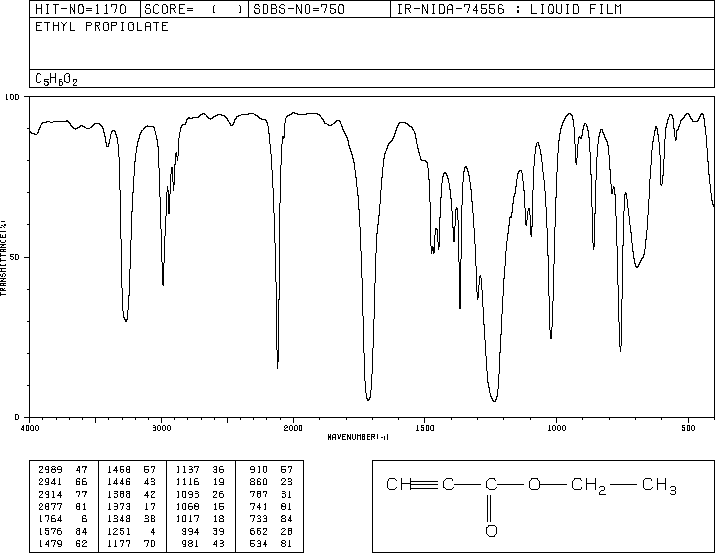 HIT-NO=1170 SCORE= ( ) SDBS-NO=750 IR-NIDA-74556 : LIQUID FILM
ETHYL PROPIOLATE
C5H6O2
100
50
0
TRANSMITTANCE(%)
4000 3000 2000 1500 1000 500
WAVENUMBER(-1)
2989 47 1468 57 1137 36 910 57
2941 66 1446 43 1116 19 860 23
2914 77 1388 42 1093 26 787 31
2877 81 1373 17 1068 16 741 81
1764 6 1348 38 1017 18 733 84
1576 84 1251 4 994 39 662 28
1479 62 1177 70 981 43 634 81
CH C C O CH2 CH3
O